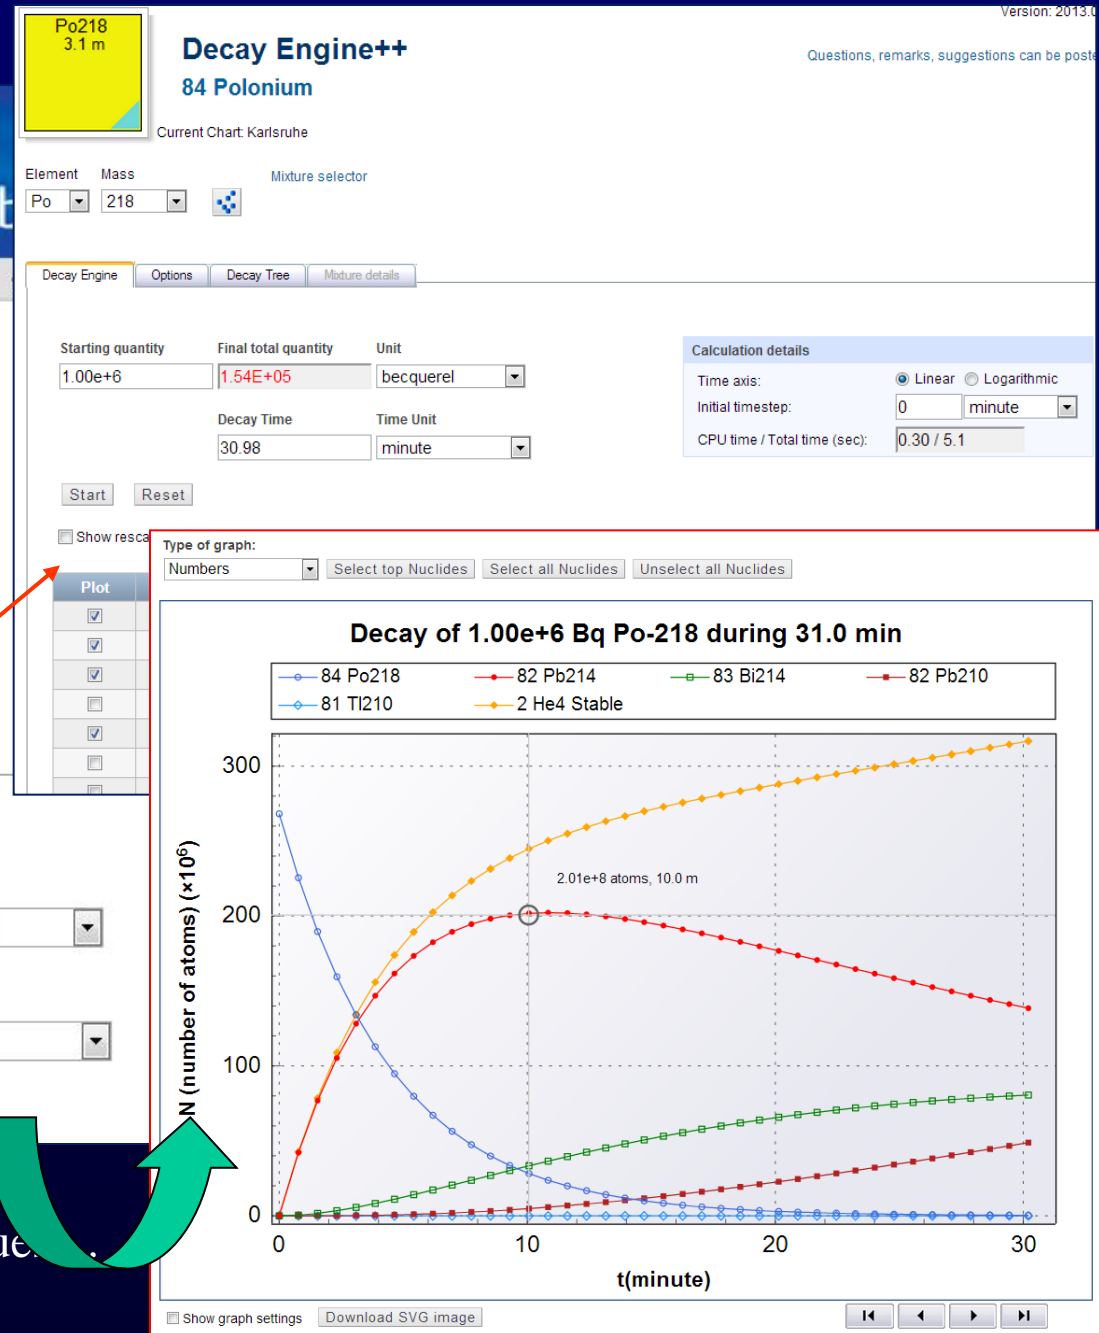 Version: 2013.0
Po218
3.1 m
Decay Engine++
84 Polonium
Questions, remarks, suggestions can be poste
Current Chart: Karlsruhe
Element Mass
Mixture selector
Po 218
Decay Engine Options Decay Tree Mixture details
Starting quantity Final total quantity Unit
1.00e+6 1.54E+05 becquerel
Decay Time Time Unit
30.98 minute
Calculation details
Time axis: Linear Logarithmic
Initial timestep: 0 minute
CPU time / Total time (sec): 0.30 / 5.1
Start Reset
Show resca
Plot
Type of graph:
Numbers Select top Nuclides Select all Nuclides Unselect all Nuclides
Decay of 1.00e+6 Bq Po-218 during 31.0 min
84 Po218 82 Pb214 83 Bi214 82 Pb210
81 Tl210 2 He4 Stable
300
200
100
0
N (number of atoms) (×10⁶)
2.01e+8 atoms, 10.0 m
0 10 20 30
t(minute)
Show graph settings Download SVG image